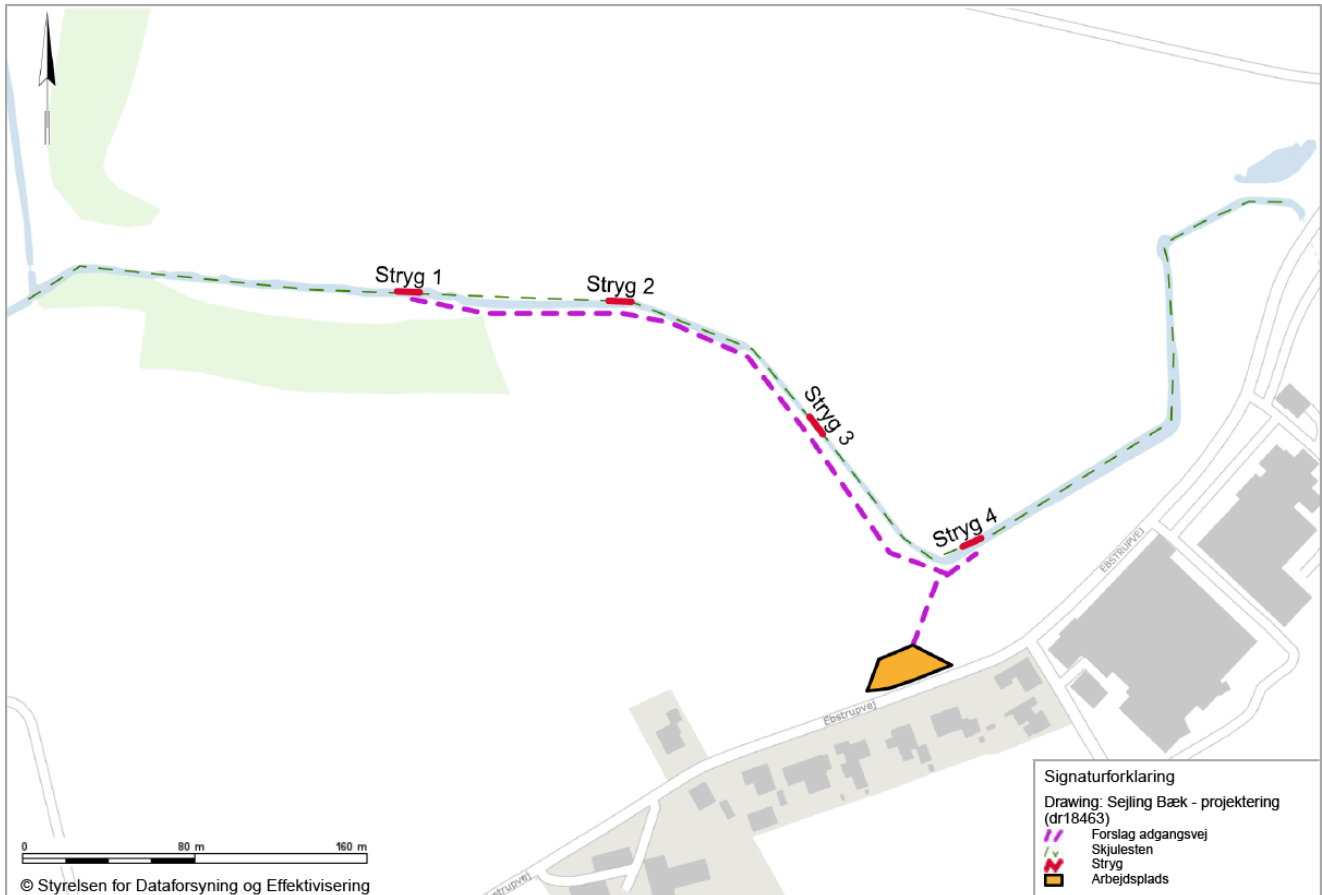 Stryg 1
Stryg 2
Stryg 3
Stryg 4
EBSTRUPVEJ
Ebstrupvej
Ebstrupvej
0 80 m 160 m
© Styrelsen for Dataforsyning og Effektivisering
Signaturforklaring
Drawing: Sejling Bæk - projektering
(dr18463)
Forslag adgangsvej
Skjulesten
Stryg
Arbejdsplads